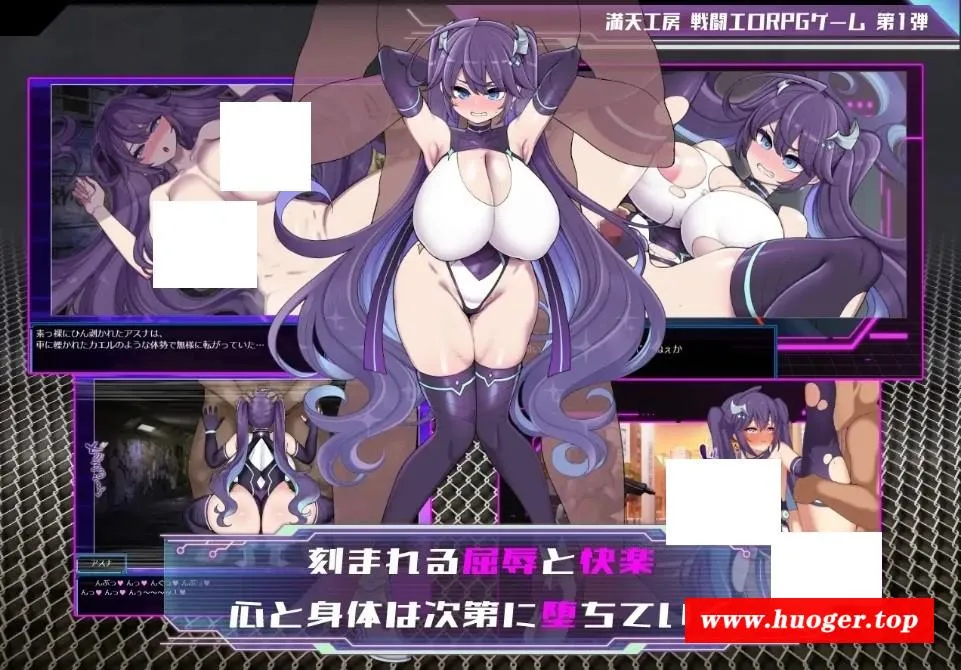 満天工房 戦闘エロRPGゲーム 第1弾
素っ裸にひん剥かれたアスナは、
車に轢かれたカエルのような体勢で無様に転がっていた…
ねぇか
アスナ
刻まれる屈辱と快楽
心と身体は次第に堕ちてい
www.huoger.top